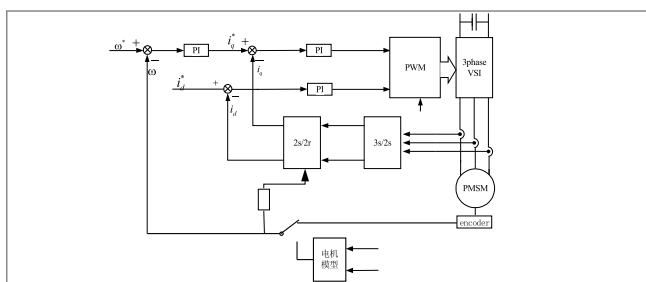 ω* + PI i*q + PI
− − PWM 3phase
ω iq VSI
i*d + PI
−
id
2s/2r 3s/2s
PMSM
encoder
电机
模型